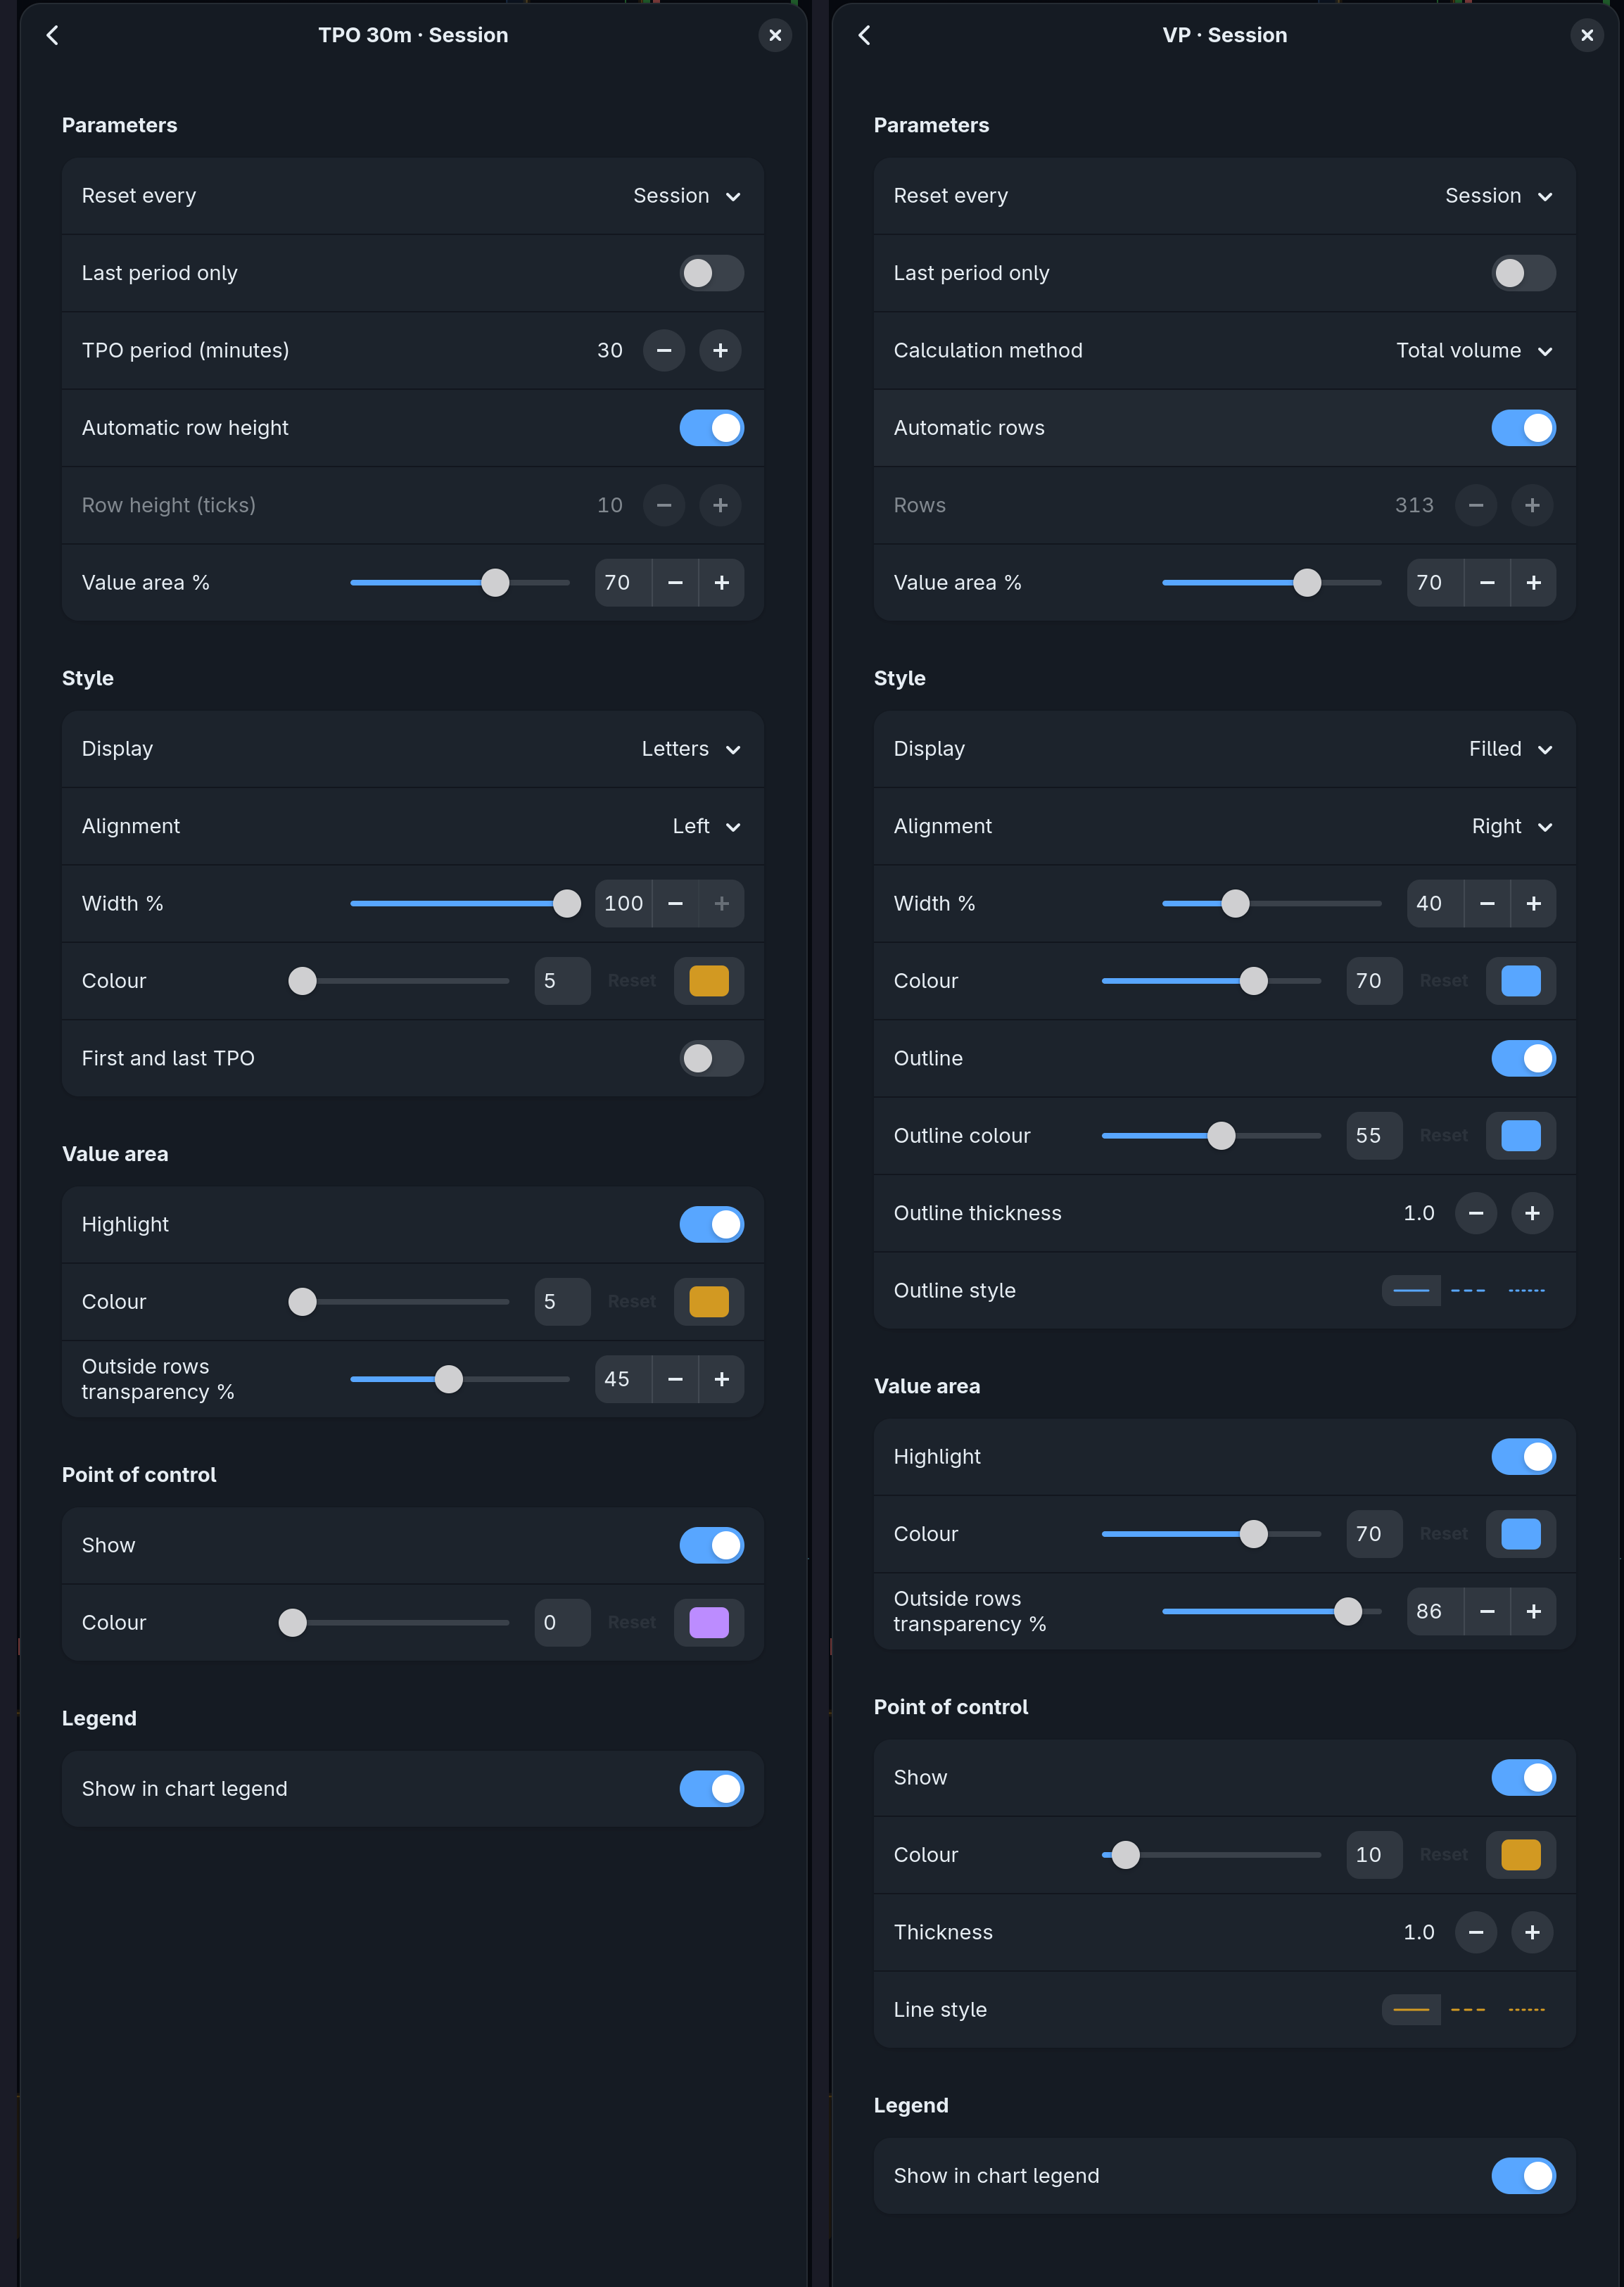 TPO 30m · Session
Parameters
Reset every Session
Last period only
TPO period (minutes) 30
Automatic row height
Row height (ticks) 10
Value area % 70
Style
Display Letters
Alignment Left
Width % 100
Colour 5 Reset
First and last TPO
Value area
Highlight
Colour 5 Reset
Outside rows
transparency % 45
Point of control
Show
Colour 0 Reset
Legend
Show in chart legend
VP · Session
Parameters
Reset every Session
Last period only
Calculation method Total volume
Automatic rows
Rows 313
Value area % 70
Style
Display Filled
Alignment Right
Width % 40
Colour 70 Reset
Outline
Outline colour 55 Reset
Outline thickness 1.0
Outline style
Value area
Highlight
Colour 70 Reset
Outside rows
transparency % 86
Point of control
Show
Colour 10 Reset
Thickness 1.0
Line style
Legend
Show in chart legend